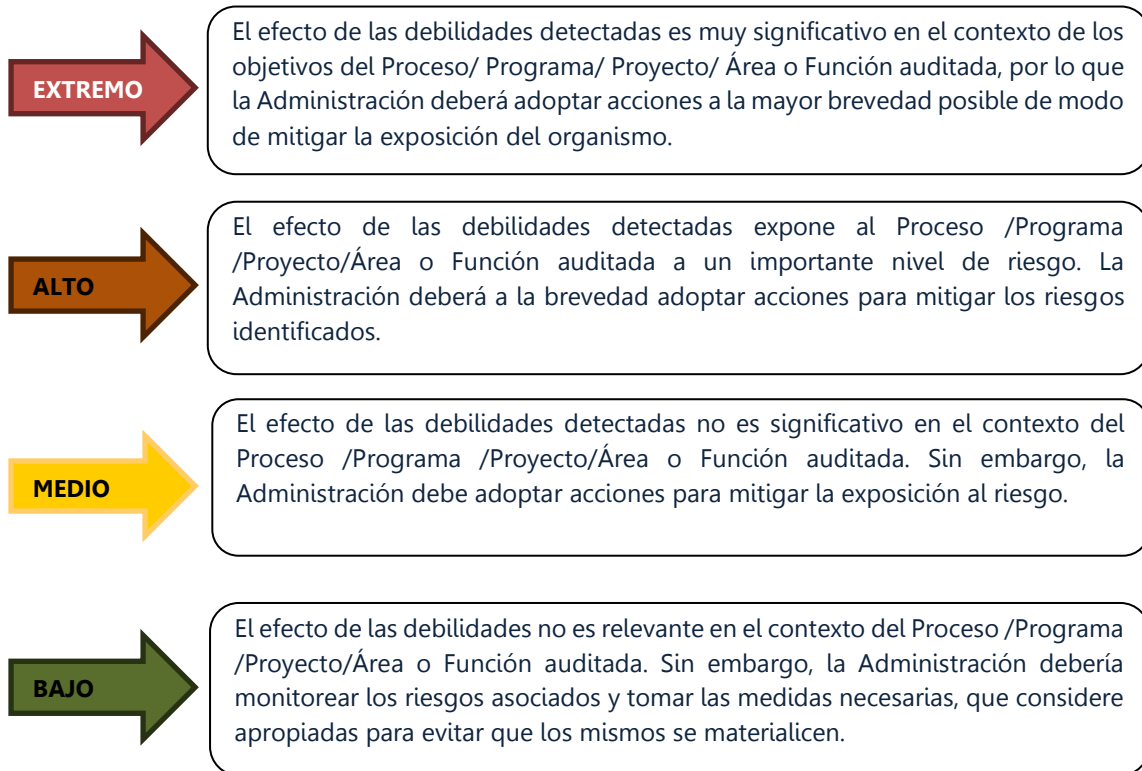 EXTREMO
El efecto de las debilidades detectadas es muy significativo en el contexto de los
objetivos del Proceso/ Programa/ Proyecto/ Área o Función auditada, por lo que
la Administración deberá adoptar acciones a la mayor brevedad posible de modo
de mitigar la exposición del organismo.
ALTO
El efecto de las debilidades detectadas expone al Proceso /Programa
/Proyecto/Área o Función auditada a un importante nivel de riesgo. La
Administración deberá a la brevedad adoptar acciones para mitigar los riesgos
identificados.
MEDIO
El efecto de las debilidades detectadas no es significativo en el contexto del
Proceso /Programa /Proyecto/Área o Función auditada. Sin embargo, la
Administración debe adoptar acciones para mitigar la exposición al riesgo.
BAJO
El efecto de las debilidades no es relevante en el contexto del Proceso /Programa
/Proyecto/Área o Función auditada. Sin embargo, la Administración debería
monitorear los riesgos asociados y tomar las medidas necesarias, que considere
apropiadas para evitar que los mismos se materialicen.